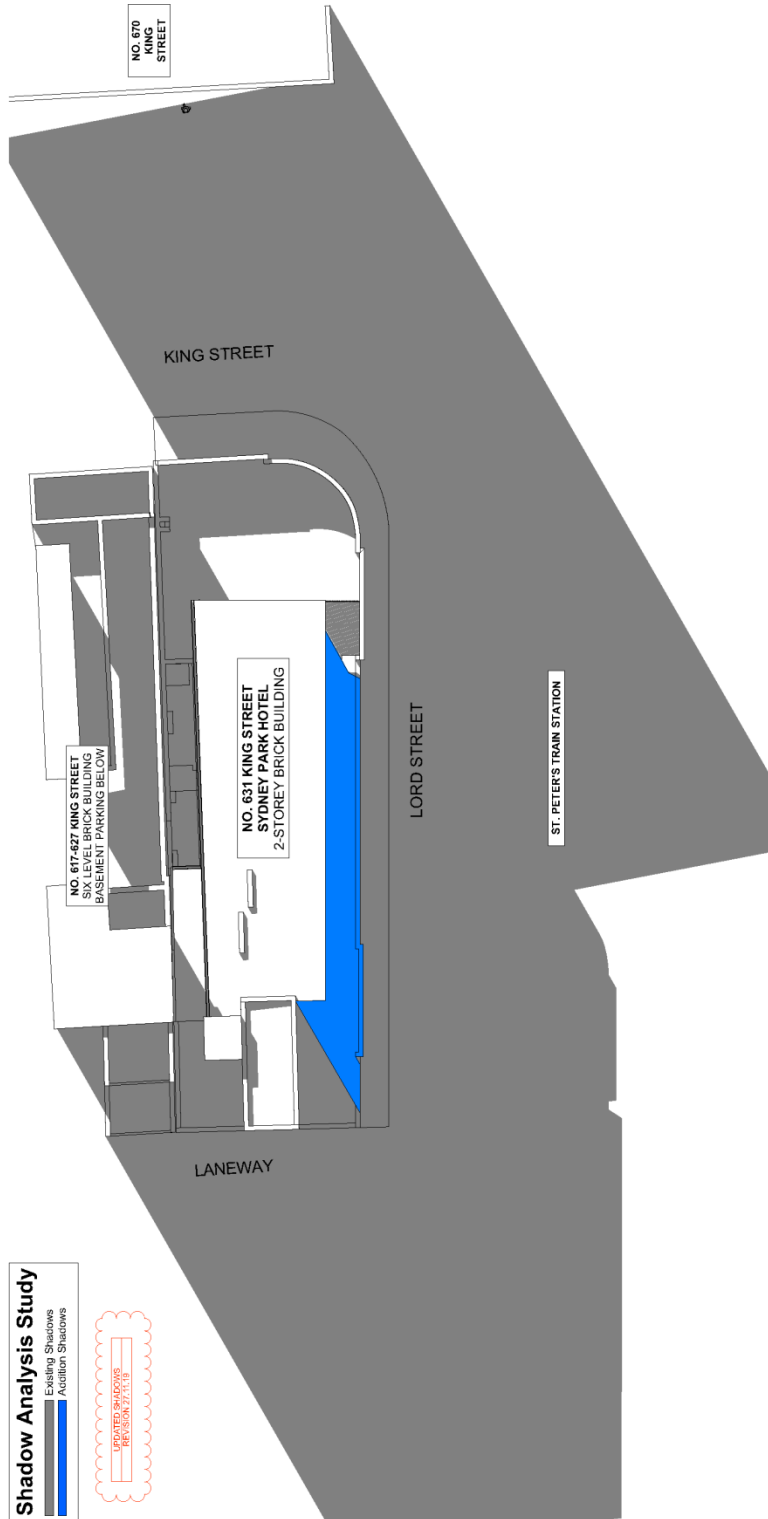 NO. 670
KING
STREET
KING STREET
NO. 617-627 KING STREET
SIX LEVEL BRICK BUILDING
BASEMENT PARKING BELOW
NO. 631 KING STREET
SYDNEY PARK HOTEL
2-STOREY BRICK BUILDING
LORD STREET
ST. PETER'S TRAIN STATION
LANEWAY
Shadow Analysis Study
Existing Shadows
Addition Shadows
UPDATED SHADOWS
REVISION 27.11.19